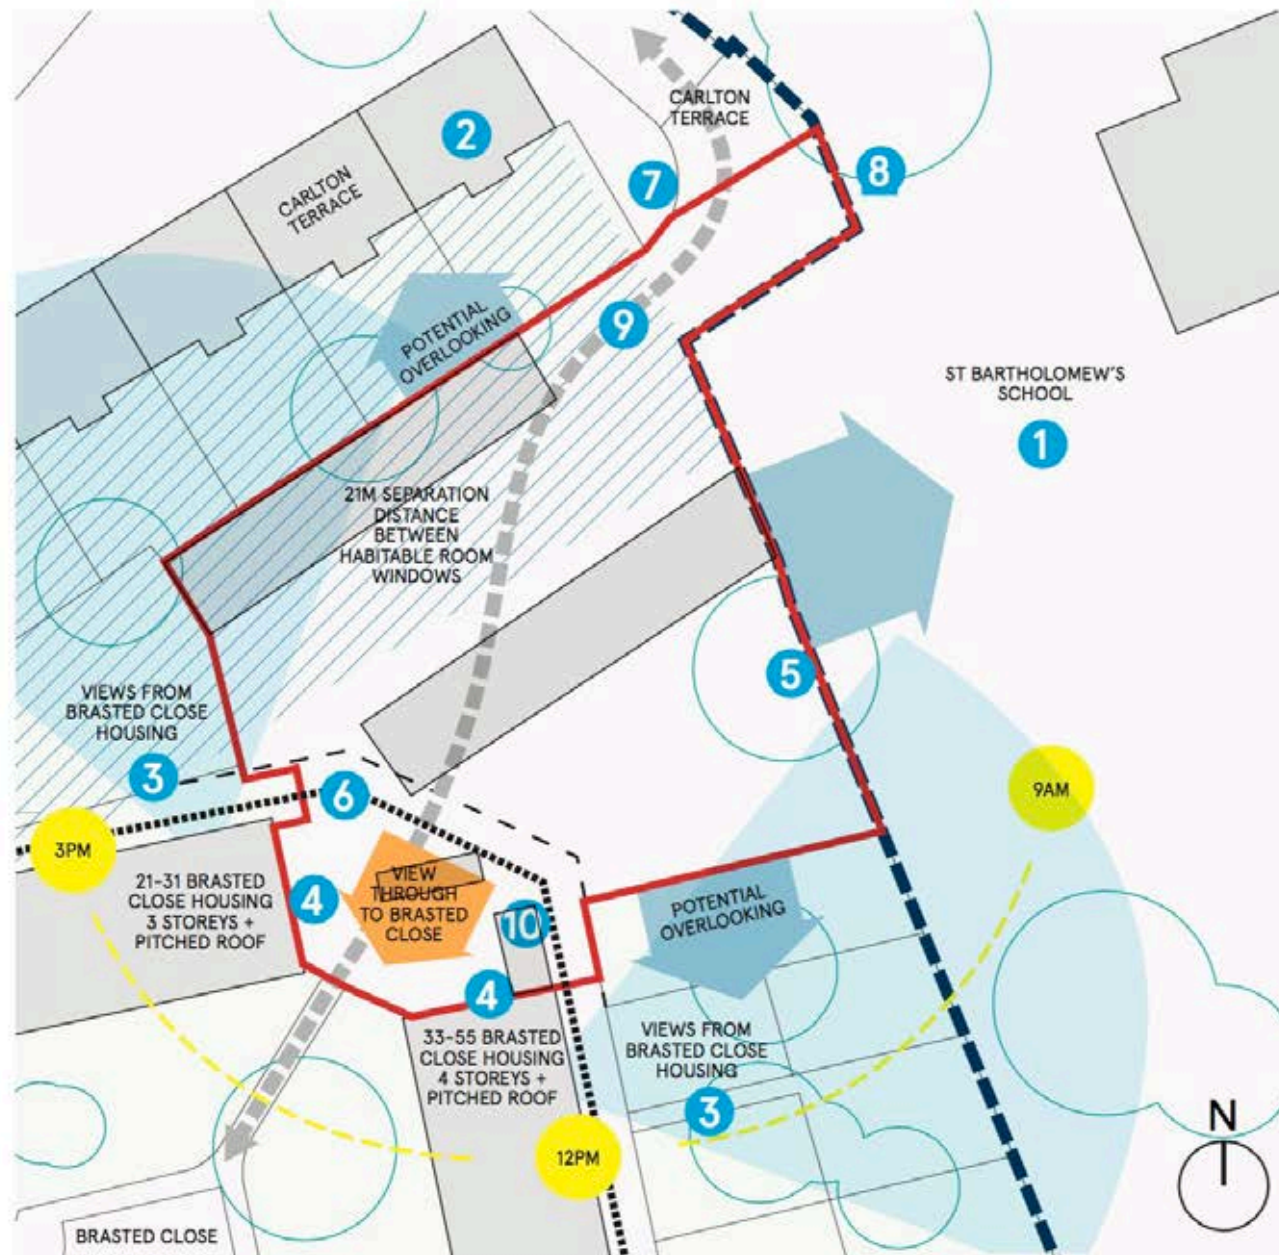 CARLTON
TERRACE
2
7
8
CARLTON
TERRACE
POTENTIAL
OVERLOOKING
9
ST BARTHOLOMEW'S
SCHOOL
1
21M SEPARATION
DISTANCE
BETWEEN
HABITABLE ROOM
WINDOWS
5
VIEWS FROM
BRASTED CLOSE
HOUSING
3
6
9AM
3PM
21-31 BRASTED
CLOSE HOUSING
3 STOREYS +
PITCHED ROOF
4
VIEW
THROUGH
TO BRASTED
CLOSE
10
POTENTIAL
OVERLOOKING
4
33-55 BRASTED
CLOSE HOUSING
4 STOREYS +
PITCHED ROOF
VIEWS FROM
BRASTED CLOSE
HOUSING
3
12PM
N
BRASTED CLOSE